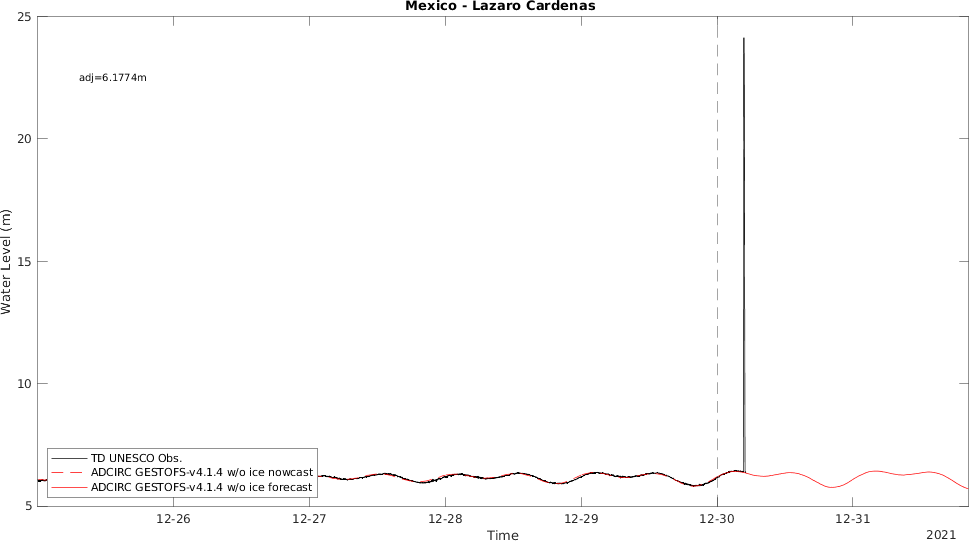 Mexico - Lazaro Cardenas
25
adj=6.1774m
20
15
10
5
Water Level (m)
TD UNESCO Obs.
ADCIRC GESTOFS-v4.1.4 w/o ice nowcast
ADCIRC GESTOFS-v4.1.4 w/o ice forecast
12-26
12-27
12-28
12-29
12-30
12-31
Time
2021